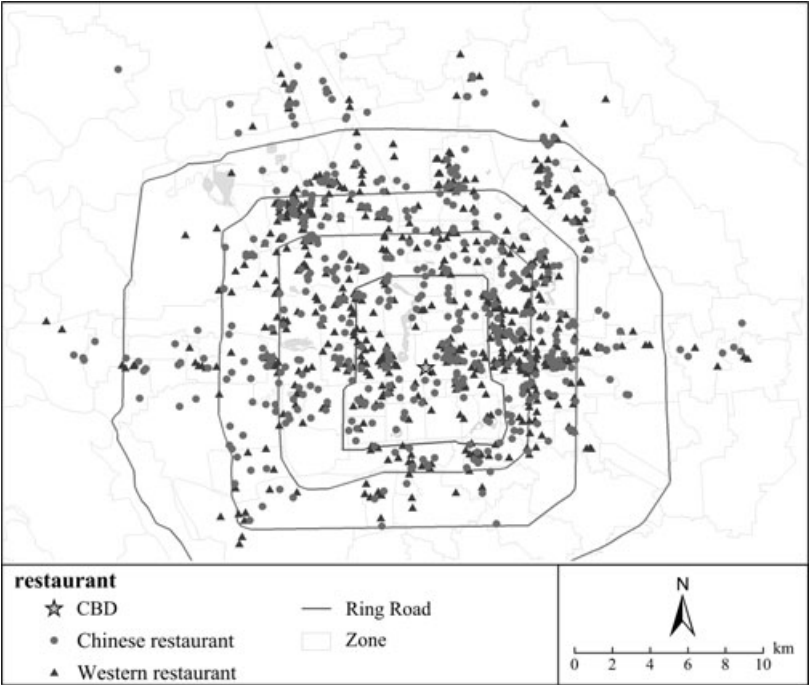 restaurant
CBD
Chinese restaurant
Western restaurant
Ring Road
Zone
N
km
0 2 4 6 8 10